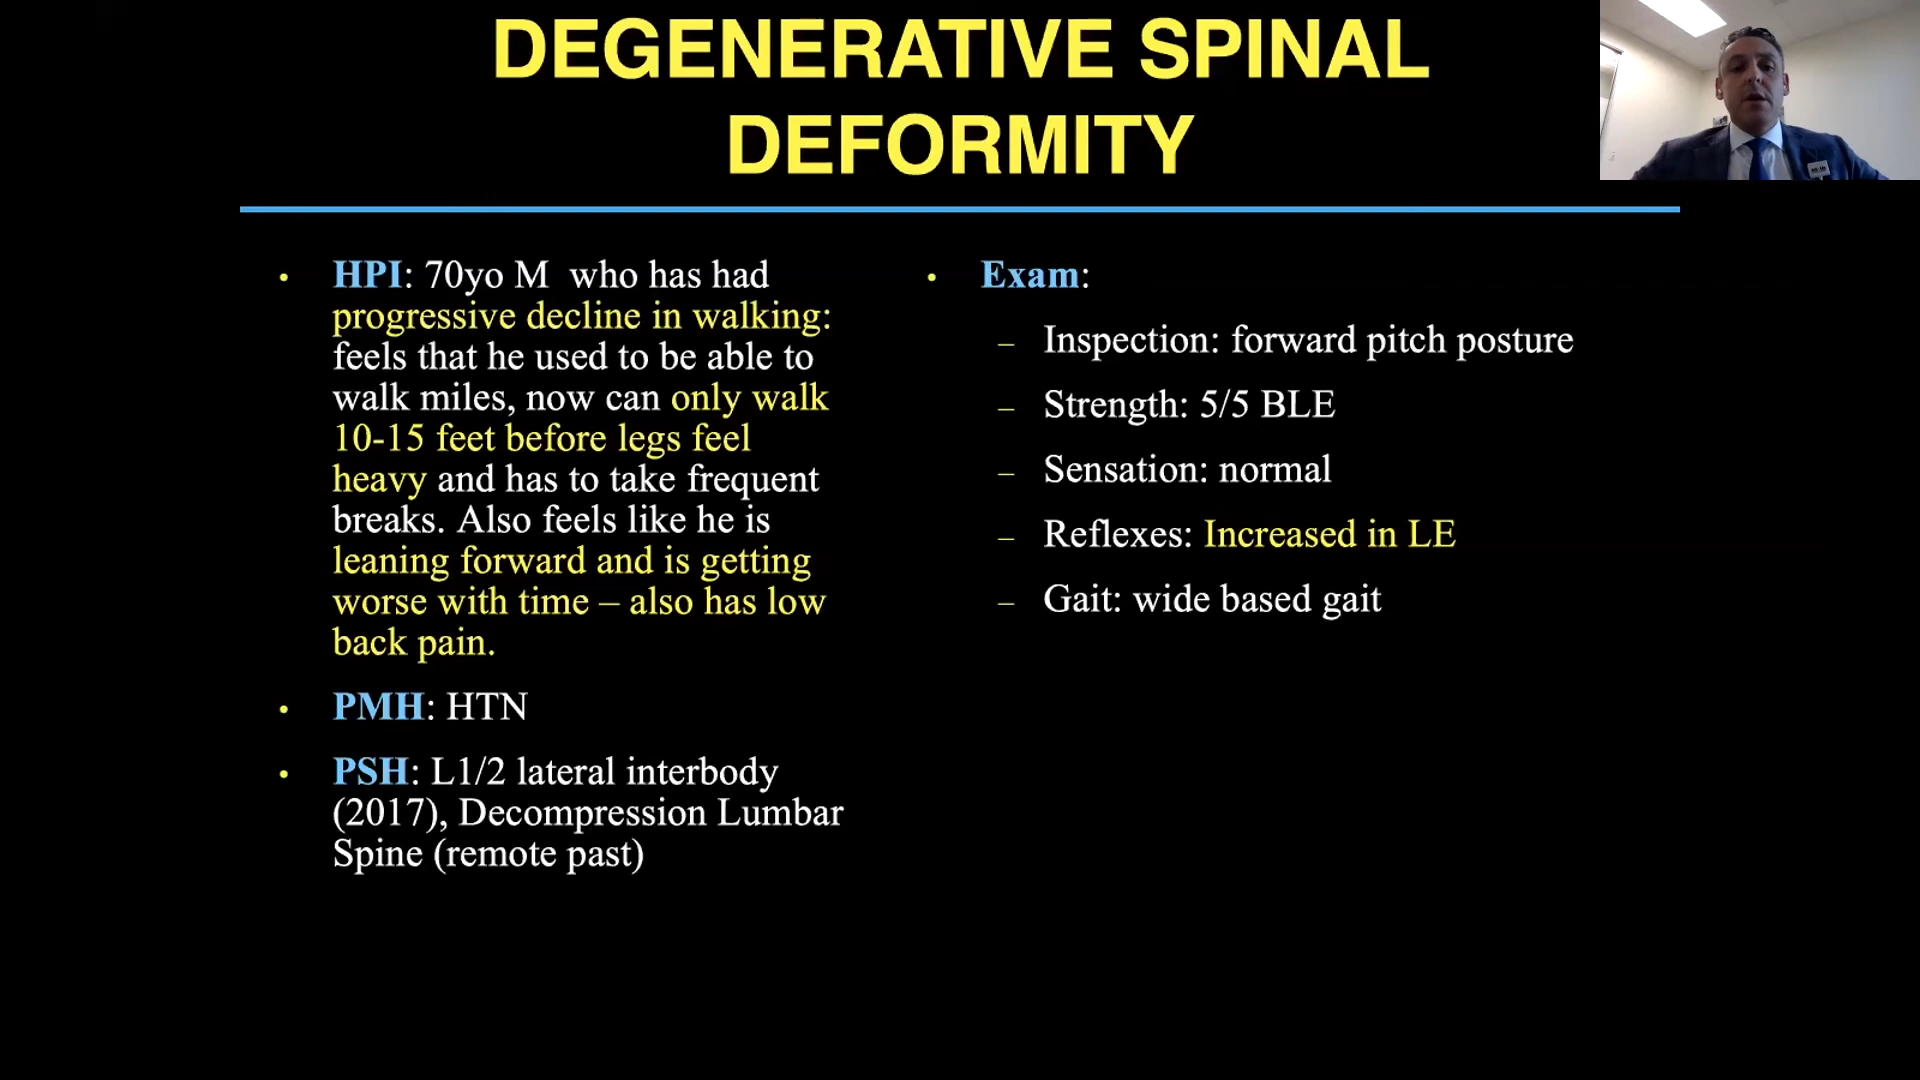 DEGENERATIVE SPINAL
DEFORMITY
• HPI: 70yo M who has had
progressive decline in walking:
feels that he used to be able to
walk miles, now can only walk
10-15 feet before legs feel
heavy and has to take frequent
breaks. Also feels like he is
leaning forward and is getting
worse with time – also has low
back pain.
• PMH: HTN
• PSH: L1/2 lateral interbody
(2017), Decompression Lumbar
Spine (remote past)
• Exam:
– Inspection: forward pitch posture
– Strength: 5/5 BLE
– Sensation: normal
– Reflexes: Increased in LE
– Gait: wide based gait